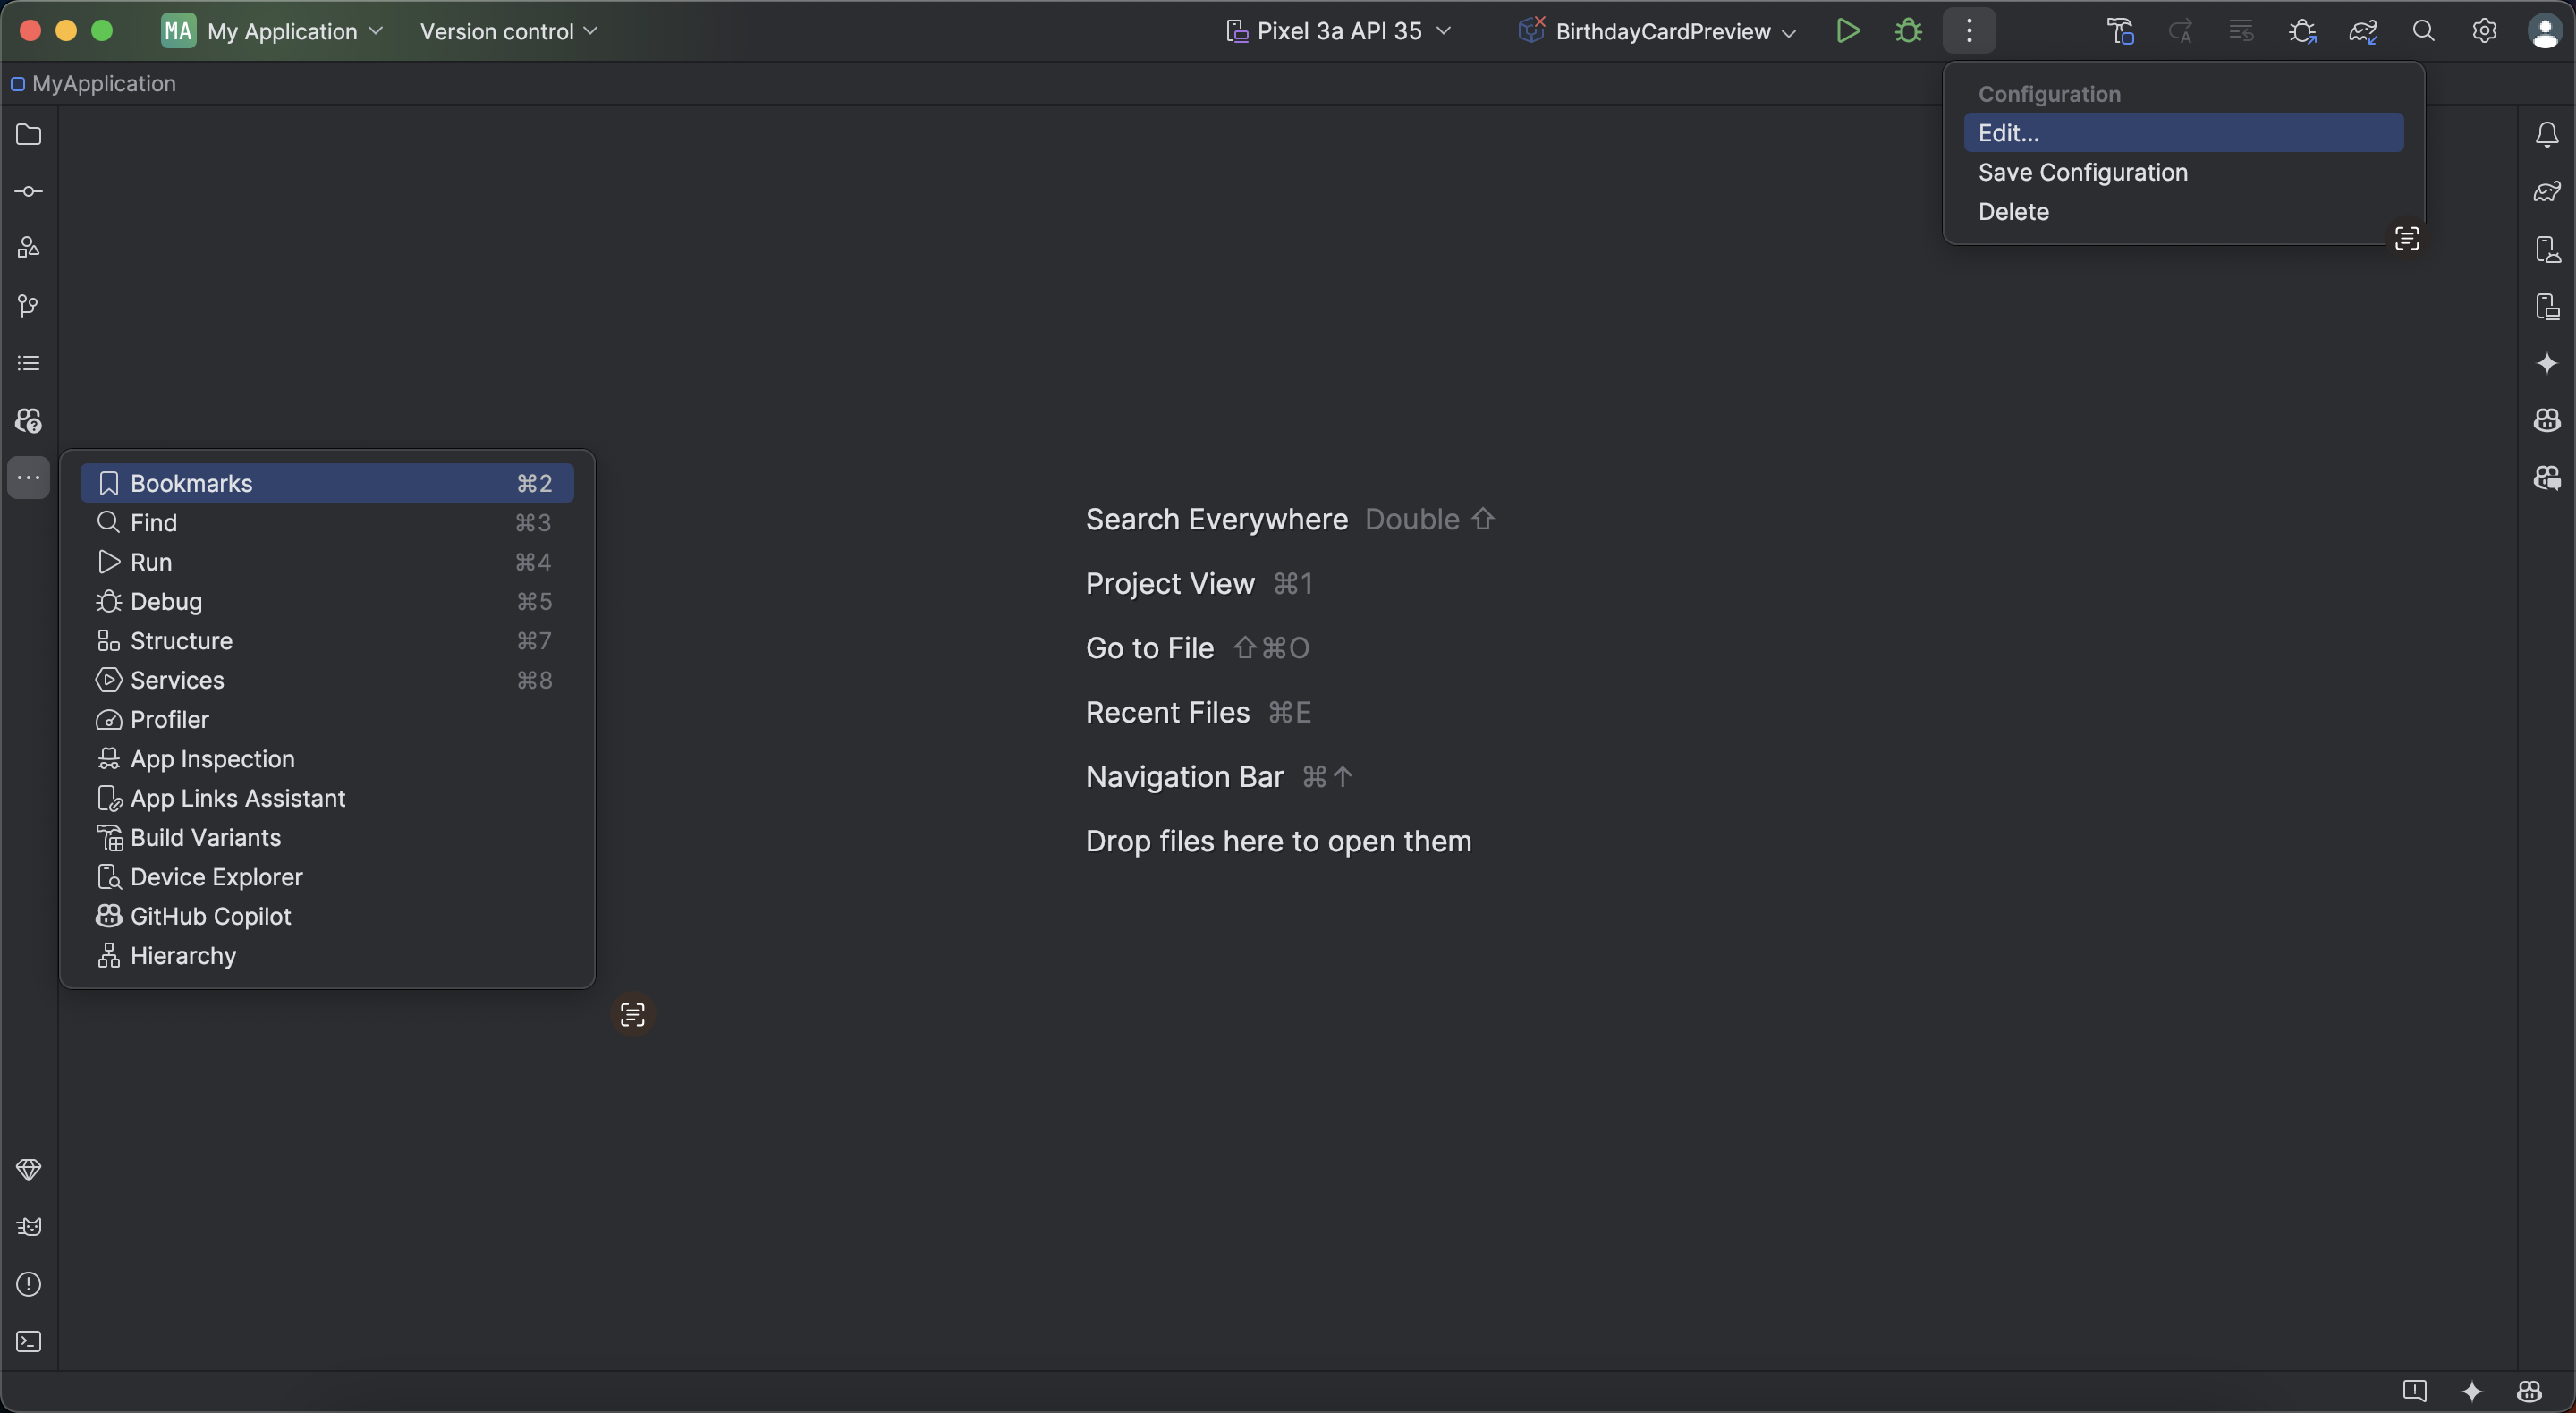 MA My Application Version control Pixel 3a API 35 BirthdayCardPreview
MyApplication
Configuration
Edit...
Save Configuration
Delete
Bookmarks ⌘2
Find ⌘3
Run ⌘4
Debug ⌘5
Structure ⌘7
Services ⌘8
Profiler
App Inspection
App Links Assistant
Build Variants
Device Explorer
GitHub Copilot
Hierarchy
Search Everywhere Double ⇧
Project View ⌘1
Go to File ⇧⌘O
Recent Files ⌘E
Navigation Bar ⌘↑
Drop files here to open them